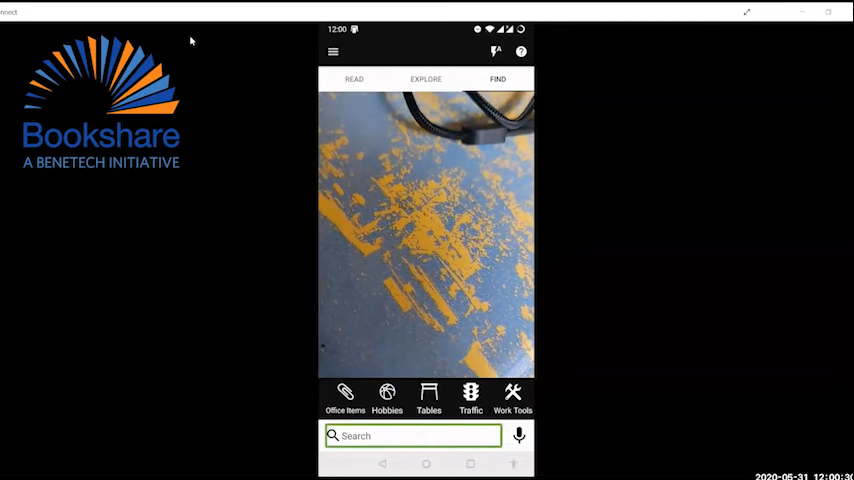 nnect
12:00
Bookshare
A BENETECH INITIATIVE
READ EXPLORE FIND
Office Items Hobbies Tables Traffic Work Tools
Search
2020-05-31 12:00:30